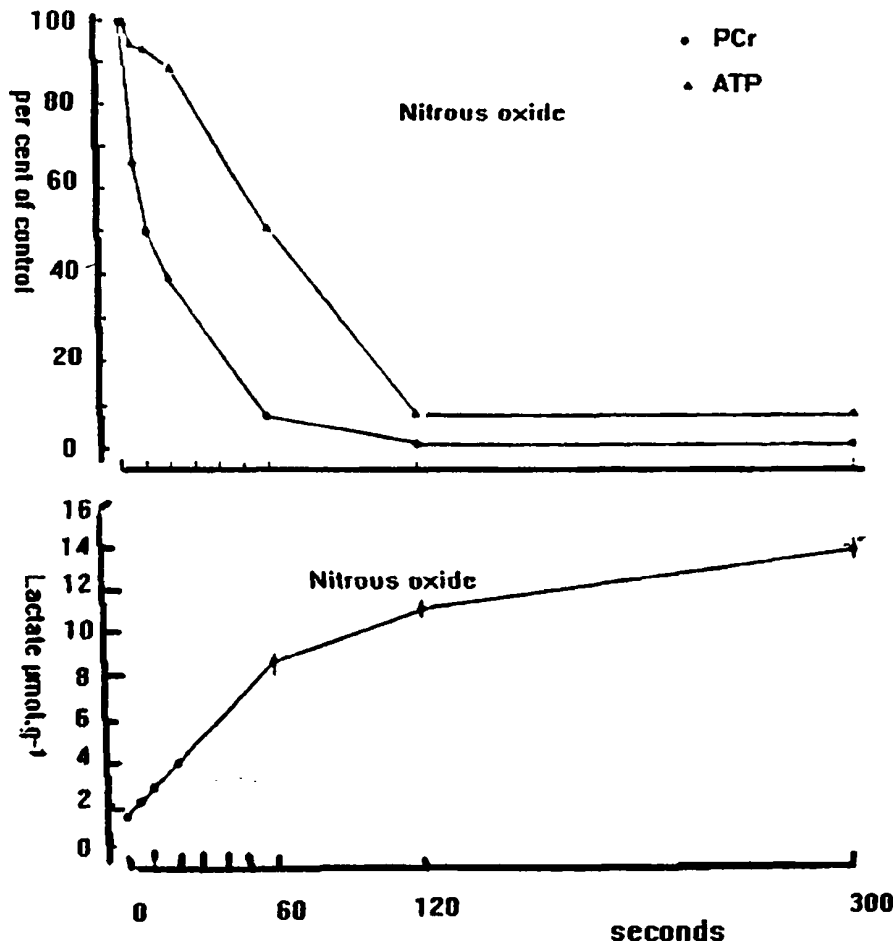 100
80
60
40
20
0
per cent of control
• PCr
▲ ATP
Nitrous oxide
16
14
12
10
8
6
4
2
0
Lactate µmol.g-1
Nitrous oxide
0
60
120
300
seconds